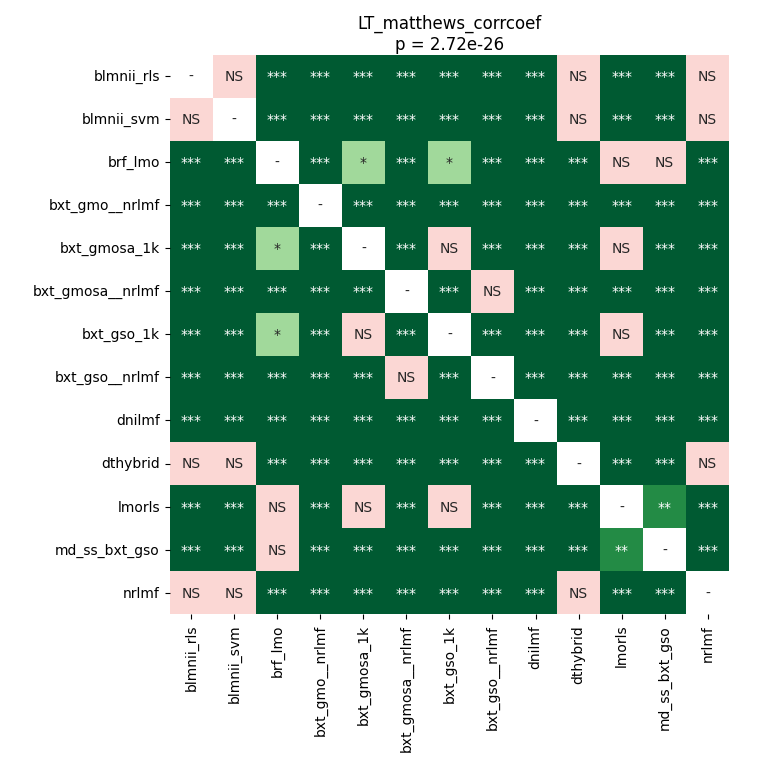 LT_matthews_corrcoef
p = 2.72e-26
blmnii_rls - NS *** *** *** *** *** *** *** NS *** *** NS
blmnii_svm NS - *** *** *** *** *** *** *** NS *** *** NS
brf_lmo *** *** - *** * *** * *** *** *** NS NS ***
bxt_gmo__nrlmf *** *** *** - *** *** *** *** *** *** *** *** ***
bxt_gmosa_1k *** *** * *** - *** NS *** *** *** NS *** ***
bxt_gmosa__nrlmf *** *** *** *** *** - *** NS *** *** *** *** ***
bxt_gso_1k *** *** * *** NS *** - *** *** *** NS *** ***
bxt_gso__nrlmf *** *** *** *** *** NS *** - *** *** *** *** ***
dnilmf *** *** *** *** *** *** *** *** - *** *** *** ***
dthybrid NS NS *** *** *** *** *** *** *** - *** *** NS
lmorls *** *** NS *** NS *** NS *** *** *** - ** ***
md_ss_bxt_gso *** *** NS *** *** *** *** *** *** *** ** - ***
nrlmf NS NS *** *** *** *** *** *** *** NS *** *** -
blmnii_rls
blmnii_svm
brf_lmo
bxt_gmo__nrlmf
bxt_gmosa_1k
bxt_gmosa__nrlmf
bxt_gso_1k
bxt_gso__nrlmf
dnilmf
dthybrid
lmorls
md_ss_bxt_gso
nrlmf